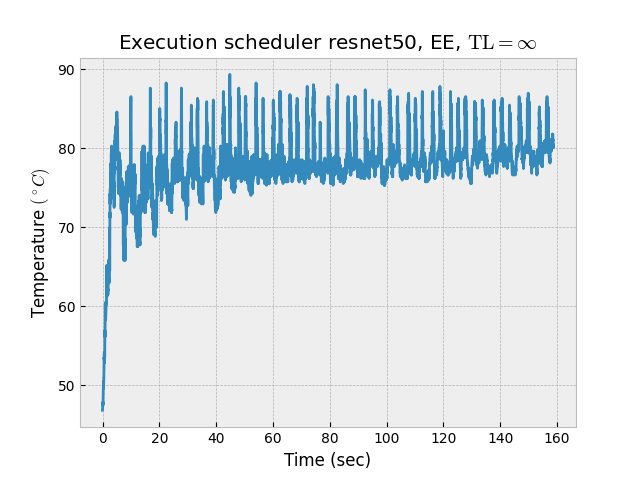 Execution scheduler resnet50, EE, TL = ∞
90
80
70
60
50
Temperature (°C)
0 20 40 60 80 100 120 140 160
Time (sec)